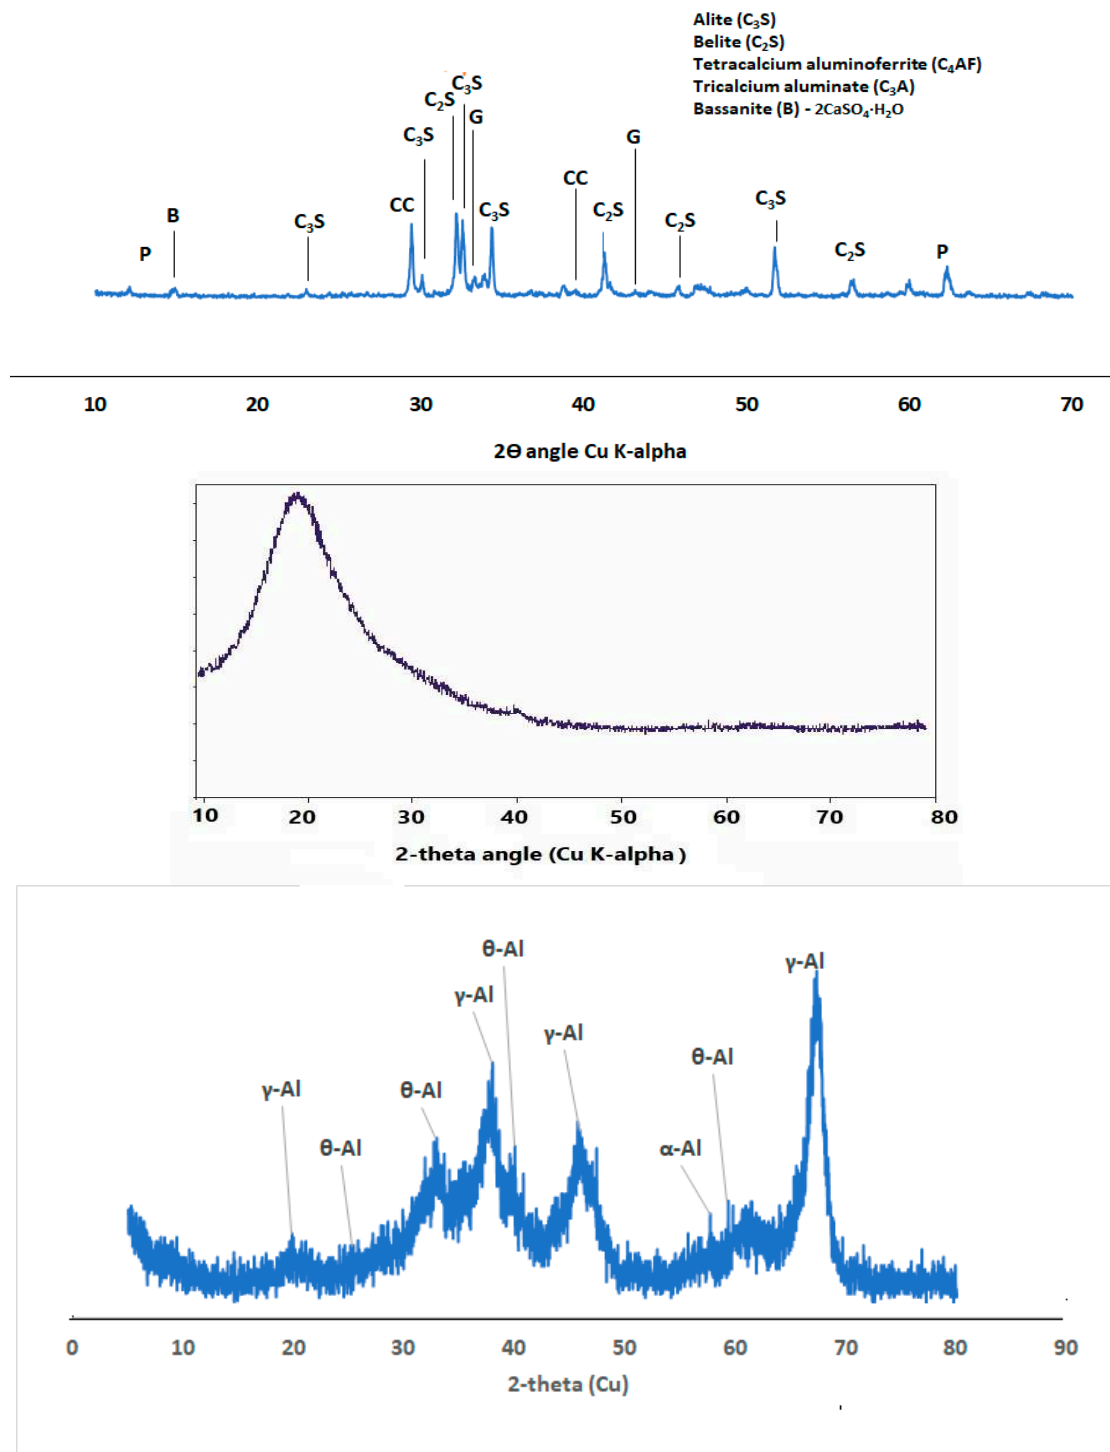 Alite (C₃S)
Belite (C₂S)
Tetracalcium aluminoferrite (C₄AF)
Tricalcium aluminate (C₃A)
Bassanite (B) - 2CaSO₄·H₂O
C₃S
C₂S
G
C₃S
G
CC
CC
C₃S
C₃S
C₂S
B
C₃S
C₂S
P
C₂S
P
10 20 30 40 50 60 70
2Θ angle Cu K-alpha
10 20 30 40 50 60 70 80
2-theta angle (Cu K-alpha )
θ-Al
γ-Al
γ-Al
γ-Al
θ-Al
γ-Al
θ-Al
θ-Al
α-Al
0 10 20 30 40 50 60 70 80 90
2-theta (Cu)